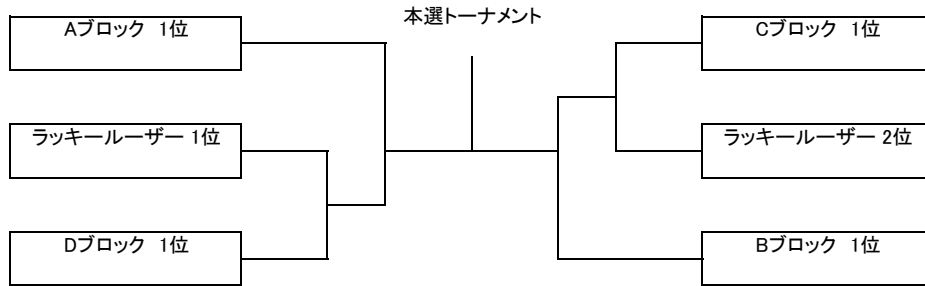 本選トーナメント
Aブロック 1位
Cブロック 1位
ラッキールーザー 1位
ラッキールーザー 2位
Dブロック 1位
Bブロック 1位